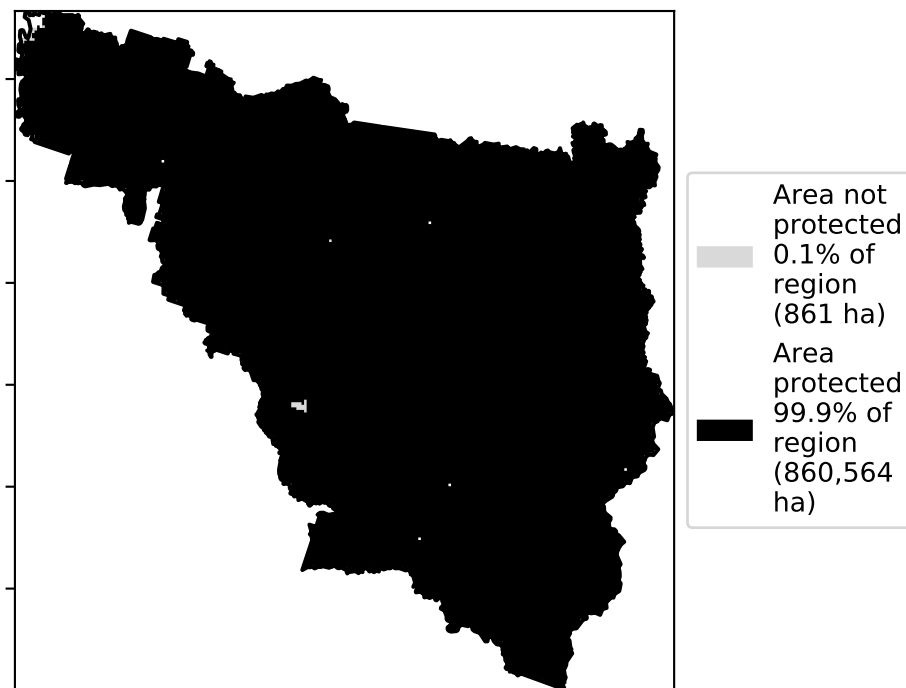 Area not
protected
0.1% of
region
(861 ha)
Area
protected
99.9% of
region
(860,564
ha)